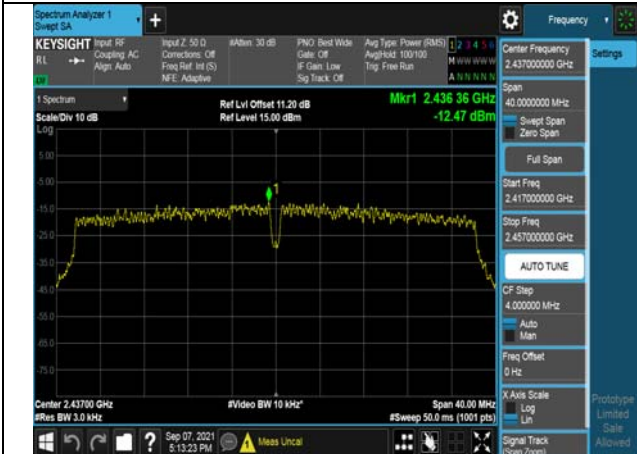 Spectrum Analyzer 1
Swept SA
+
Frequency
KEYSIGHT
RL
Input: RF
Coupling: AC
Align: Auto
Input Z: 50 Ω
Corrections: Off
Freq Ref: Int (S)
NFE: Adaptive
#Atten: 30 dB
PNO: Best Wide
Gate: Off
IF Gain: Low
Sig Track: Off
Avg Type: Power (RMS)
Avg|Hold: 100/100
Trig: Free Run
1 2 3 4 5 6
M W W W W W
A N N N N N
1 Spectrum
Scale/Div 10 dB
Log
Ref Lvl Offset 11.20 dB
Ref Level 15.00 dBm
Mkr1 2.436 36 GHz
-12.47 dBm
5.00
-5.00
-15.0
-25.0
-35.0
-45.0
-55.0
-65.0
-75.0
1
Center 2.43700 GHz
#Res BW 3.0 kHz
#Video BW 10 kHz*
Span 40.00 MHz
#Sweep 50.0 ms (1001 pts)
Center Frequency
2.437000000 GHz
Span
40.0000000 MHz
Swept Span
Zero Span
Full Span
Start Freq
2.417000000 GHz
Stop Freq
2.457000000 GHz
AUTO TUNE
CF Step
4.000000 MHz
Auto
Man
Freq Offset
0 Hz
X Axis Scale
Log
Lin
Signal Track
(Span Zoom)
Settings
Prototype
Limited
Sale
Allowed
?
Sep 07, 2021
5:13:23 PM
Meas Uncal